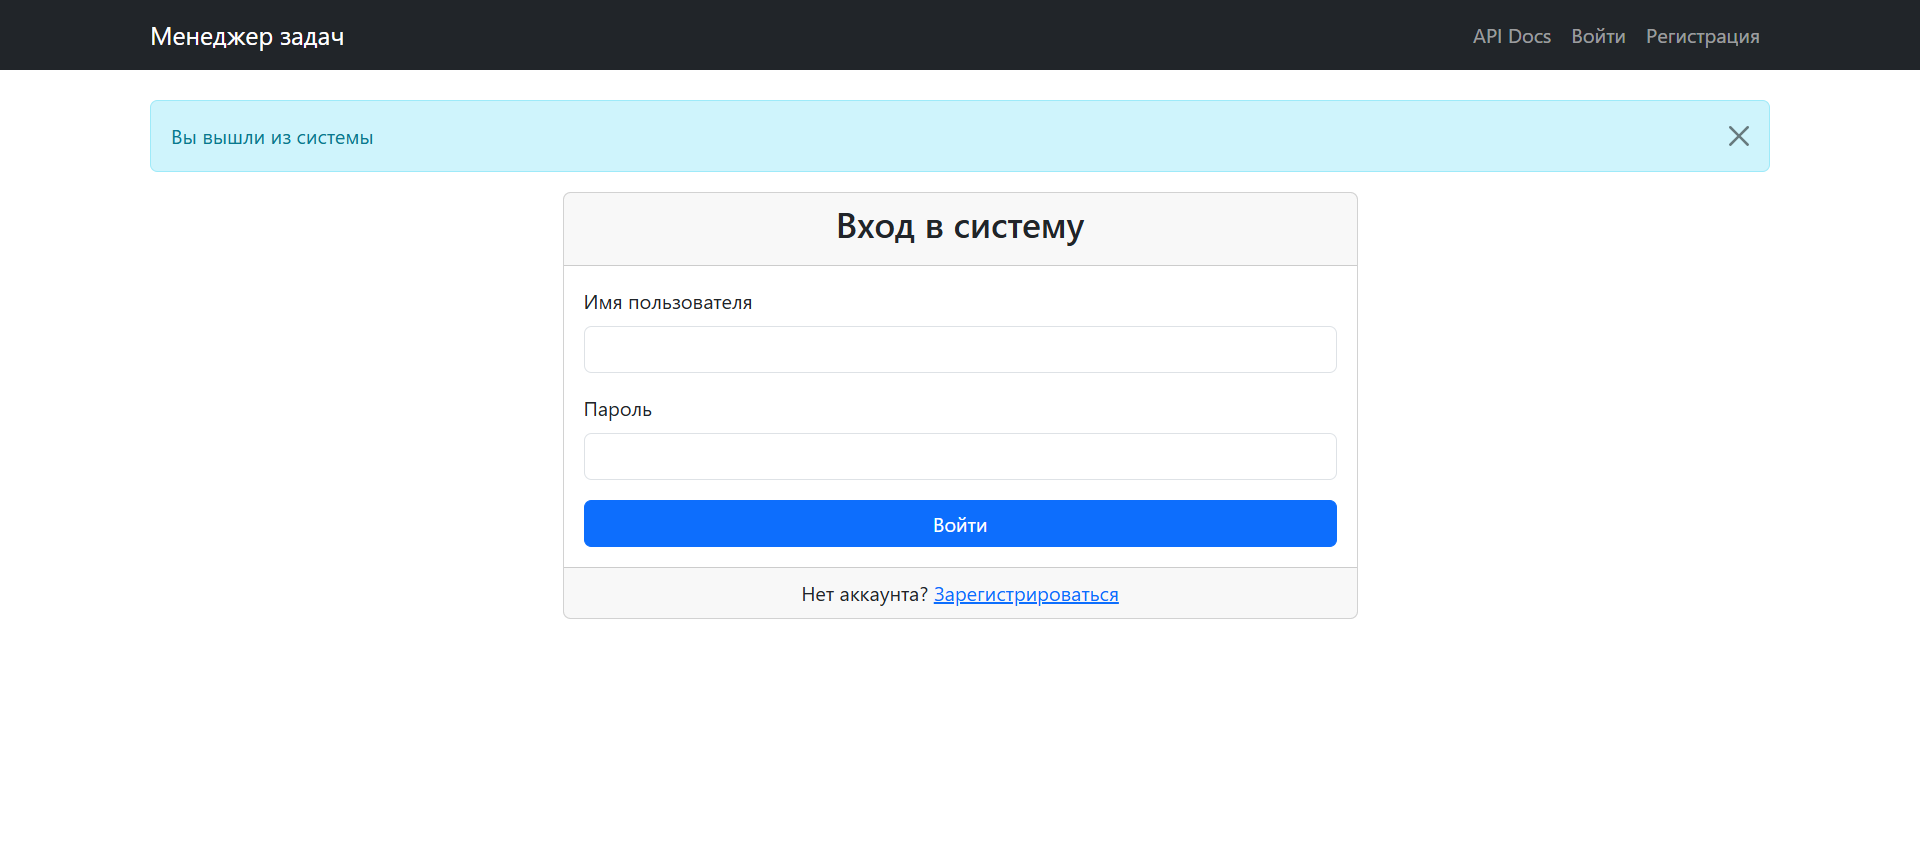 Менеджер задач
API Docs Войти Регистрация
Вы вышли из системы
Вход в систему
Имя пользователя
Пароль
Войти
Нет аккаунта? Зарегистрироваться